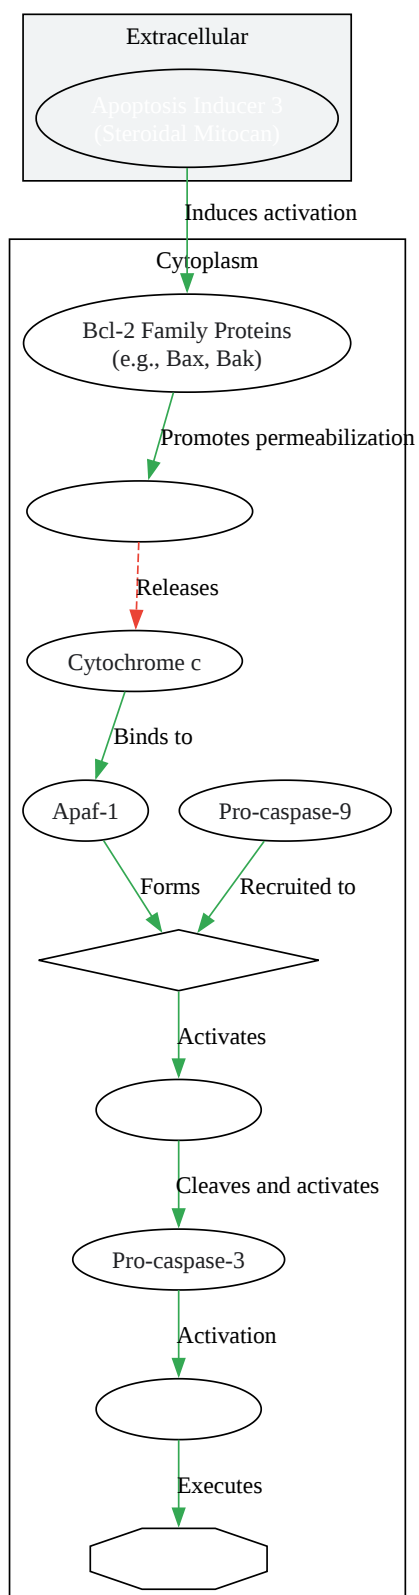 Extracellular
Apoptosis Inducer 3
(Steroidal Mitocan)
Induces activation
Cytoplasm
Bcl-2 Family Proteins
(e.g., Bax, Bak)
Promotes permeabilization
Releases
Cytochrome c
Binds to
Apaf-1
Pro-caspase-9
Forms
Recruited to
Activates
Cleaves and activates
Pro-caspase-3
Activation
Executes